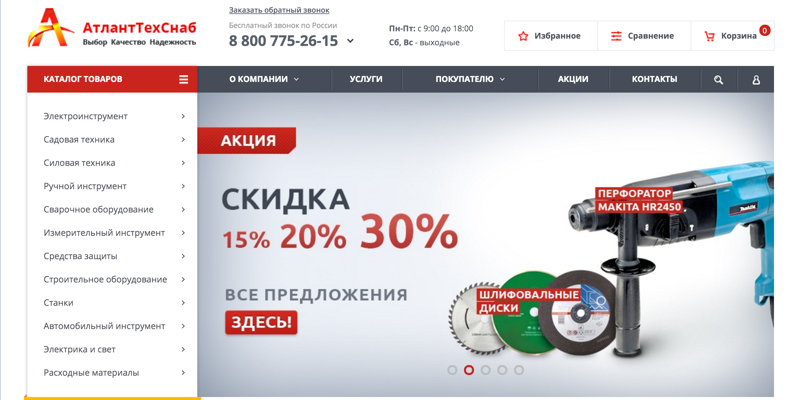 АтлантТехСнаб
Выбор Качество Надежность
Заказать обратный звонок
Бесплатный звонок по России
8 800 775-26-15
Пн-Пт: с 9:00 до 18:00
Сб, Вс - выходные
Избранное
Сравнение
Корзина
0
КАТАЛОГ ТОВАРОВ
О КОМПАНИИ
УСЛУГИ
ПОКУПАТЕЛЮ
АКЦИИ
КОНТАКТЫ
Электроинструмент
Садовая техника
Силовая техника
Ручной инструмент
Сварочное оборудование
Измерительный инструмент
Средства защиты
Строительное оборудование
Станки
Автомобильный инструмент
Электрика и свет
Расходные материалы
АКЦИЯ
СКИДКА
15% 20% 30%
ВСЕ ПРЕДЛОЖЕНИЯ
ЗДЕСЬ!
ПЕРФОРАТОР
MAKITA HR2450
ШЛИФОВАЛЬНЫЕ
ДИСКИ
makita